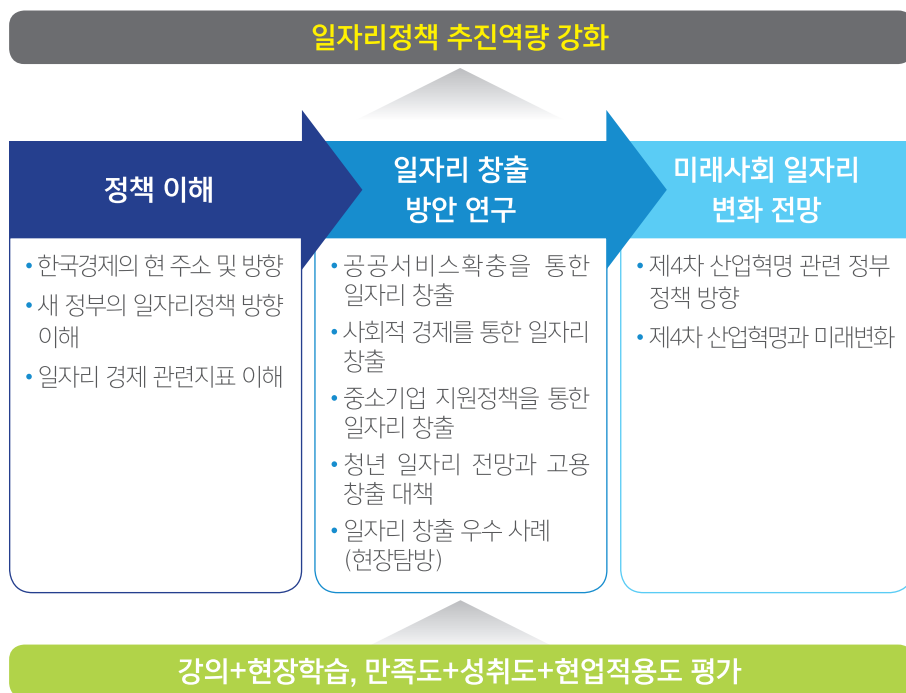 일자리정책 추진역량 강화
정책 이해
• 한국경제의 현 주소 및 방향
• 새 정부의 일자리정책 방향
이해
• 일자리 경제 관련지표 이해
일자리 창출
방안 연구
• 공공서비스확충을 통한
일자리 창출
• 사회적 경제를 통한 일자리
창출
• 중소기업 지원정책을 통한
일자리 창출
• 청년 일자리 전망과 고용
창출 대책
• 일자리 창출 우수 사례
(현장탐방)
미래사회 일자리
변화 전망
• 제4차 산업혁명 관련 정부
정책 방향
• 제4차 산업혁명과 미래변화
강의+현장학습, 만족도+성취도+현업적용도 평가